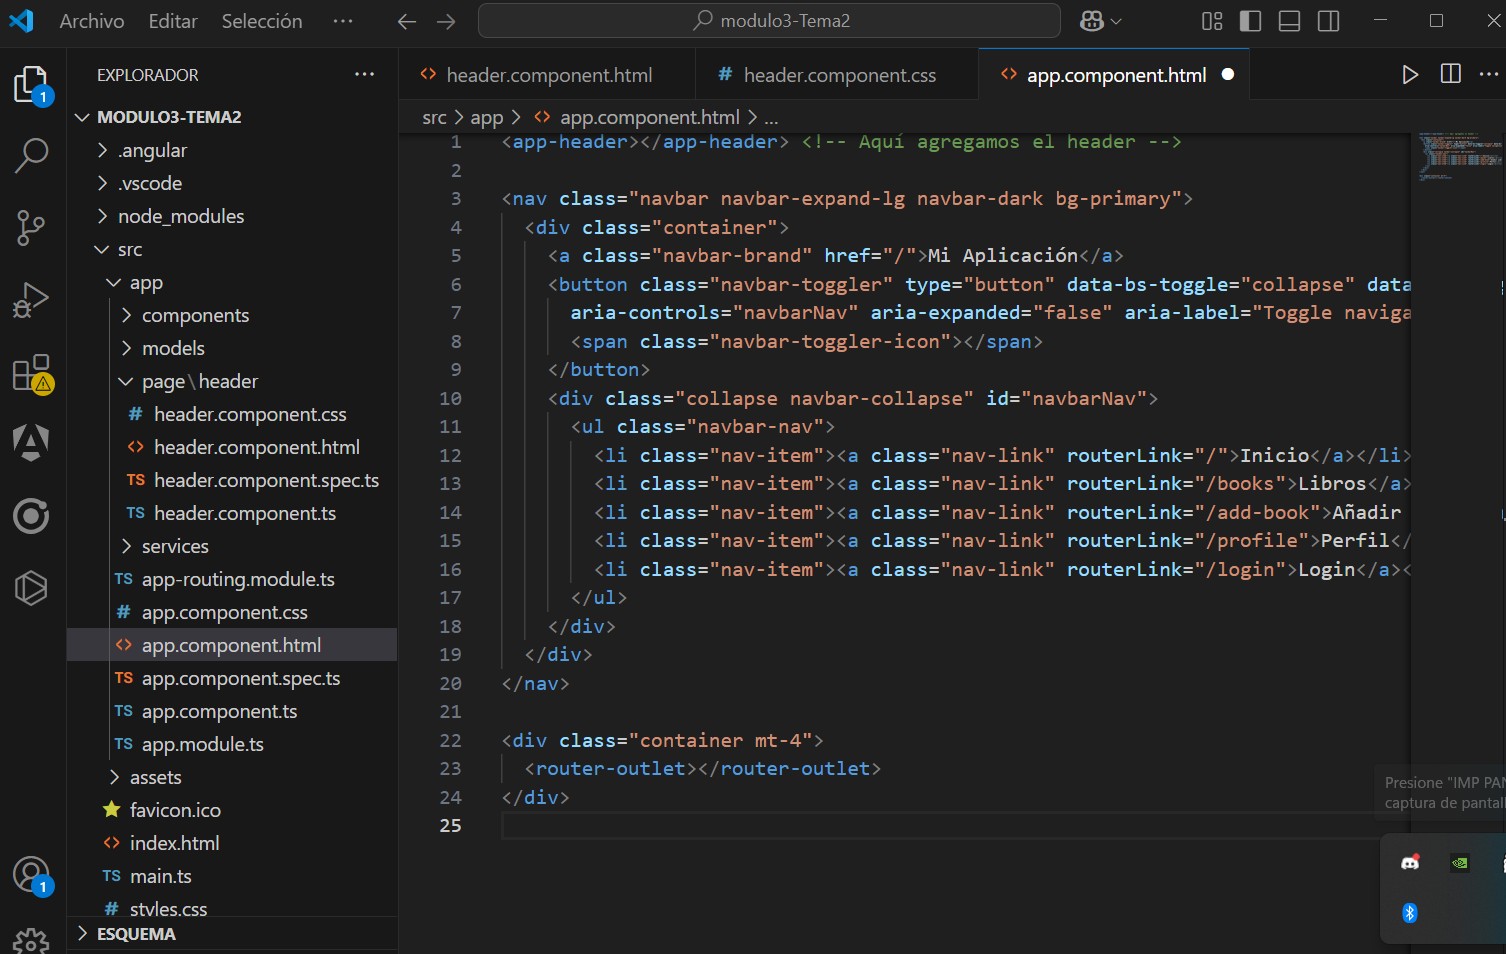 Archivo Editar Selección ··· modulo3-Tema2
EXPLORADOR ···
MODULO3-TEMA2
.angular
.vscode
node_modules
src
app
components
models
page\header
# header.component.css
<> header.component.html
TS header.component.spec.ts
TS header.component.ts
services
TS app-routing.module.ts
# app.component.css
<> app.component.html
TS app.component.spec.ts
TS app.component.ts
TS app.module.ts
assets
favicon.ico
<> index.html
TS main.ts
# styles.css
ESQUEMA
1
1
<> header.component.html # header.component.css <> app.component.html ···
src > app > <> app.component.html > ...
1 <app-header></app-header> <!-- Aquí agregamos el header -->
2
3 <nav class="navbar navbar-expand-lg navbar-dark bg-primary">
4 <div class="container">
5 <a class="navbar-brand" href="/">Mi Aplicación</a>
6 <button class="navbar-toggler" type="button" data-bs-toggle="collapse" data
7 aria-controls="navbarNav" aria-expanded="false" aria-label="Toggle naviga
8 <span class="navbar-toggler-icon"></span>
9 </button>
10 <div class="collapse navbar-collapse" id="navbarNav">
11 <ul class="navbar-nav">
12 <li class="nav-item"><a class="nav-link" routerLink="/">Inicio</a></li>
13 <li class="nav-item"><a class="nav-link" routerLink="/books">Libros</a>
14 <li class="nav-item"><a class="nav-link" routerLink="/add-book">Añadir
15 <li class="nav-item"><a class="nav-link" routerLink="/profile">Perfil</
16 <li class="nav-item"><a class="nav-link" routerLink="/login">Login</a><
17 </ul>
18 </div>
19 </div>
20 </nav>
21
22 <div class="container mt-4">
23 <router-outlet></router-outlet>
24 </div>
25
Presione "IMP PAN
captura de pantal